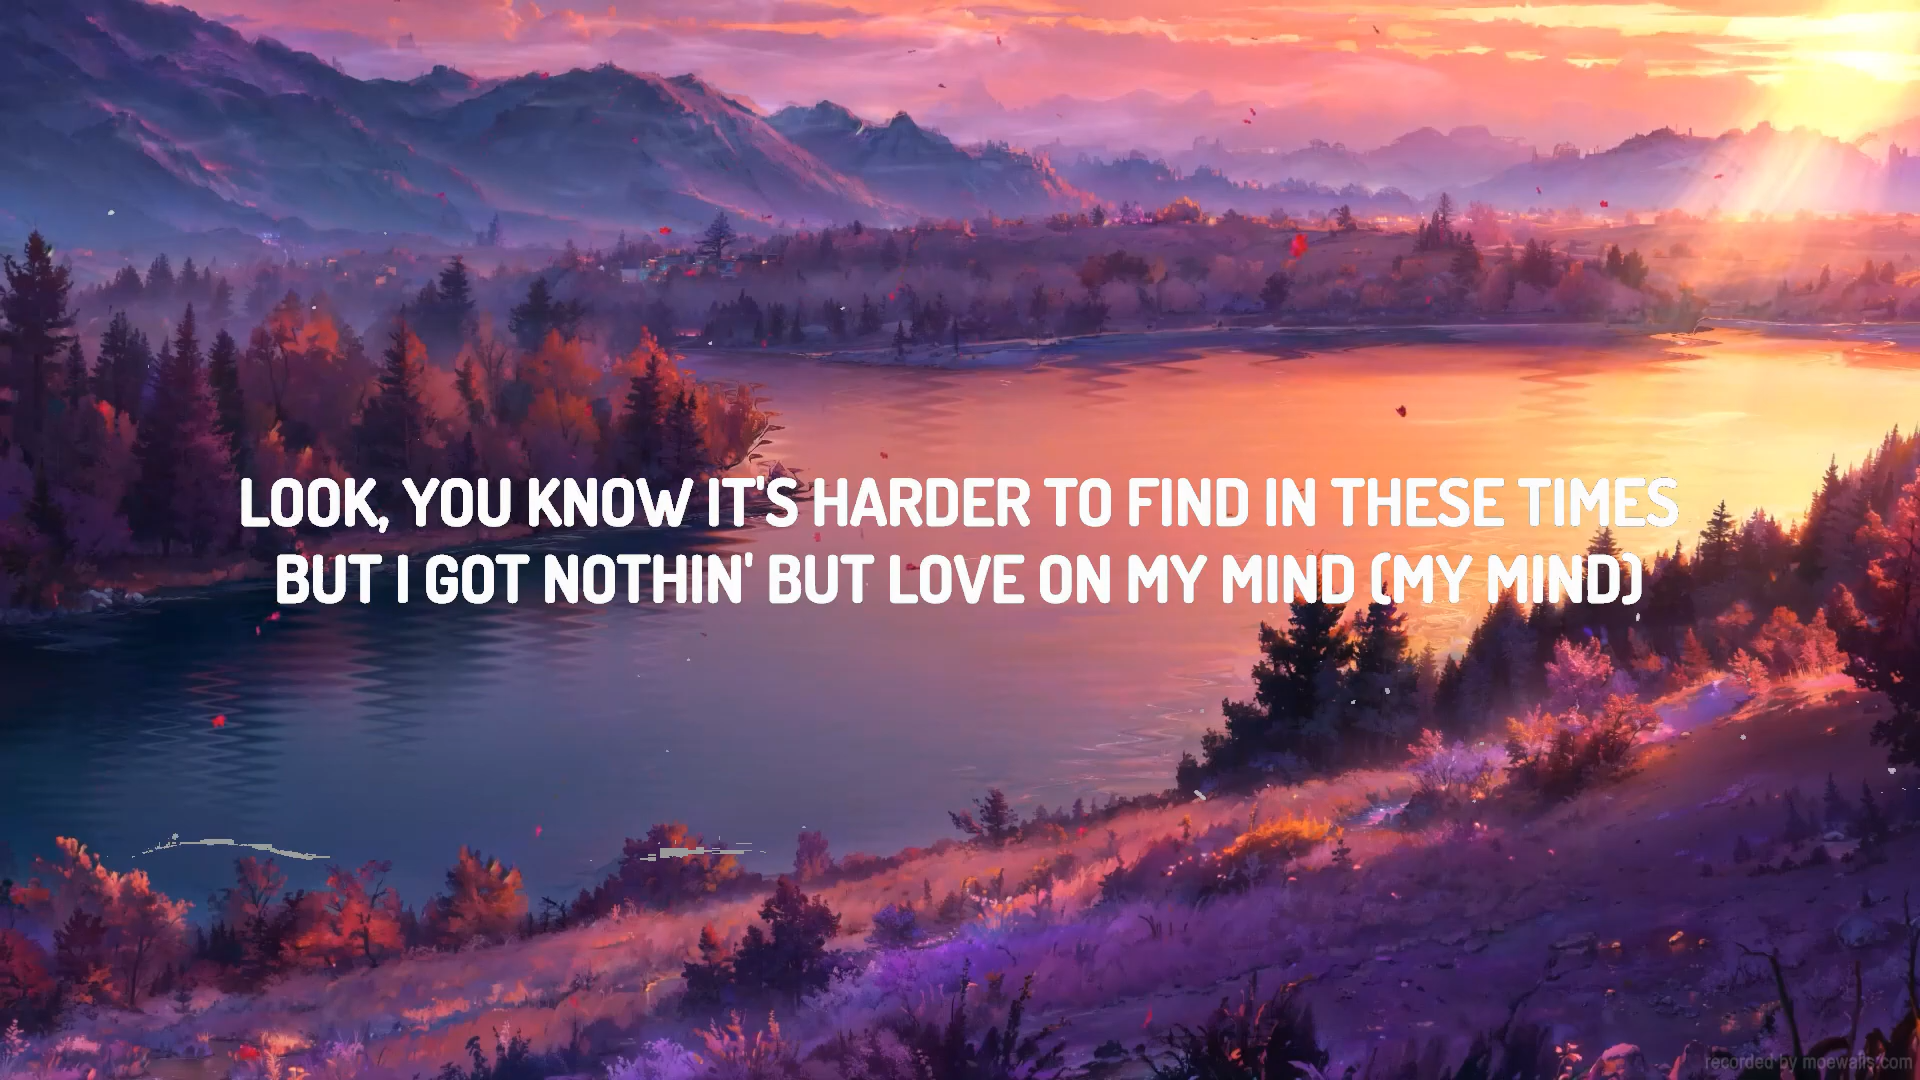 LOOK, YOU KNOW IT'S HARDER TO FIND IN THESE TIMES
BUT I GOT NOTHIN' BUT LOVE ON MY MIND (MY MIND)
recorded by moewalls.com